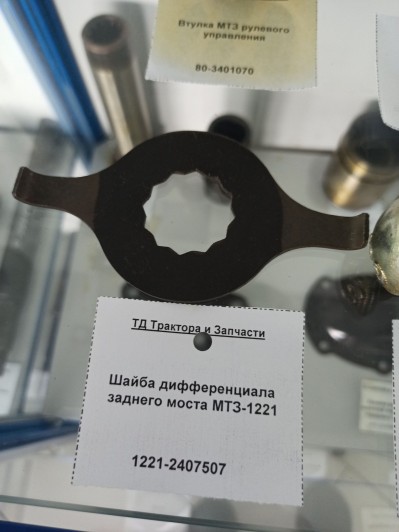 Втулка МТЗ рулевого
управления
80-3401070
ТД Трактора и Запчасти
Шайба дифференциала
заднего моста МТЗ-1221
1221-2407507